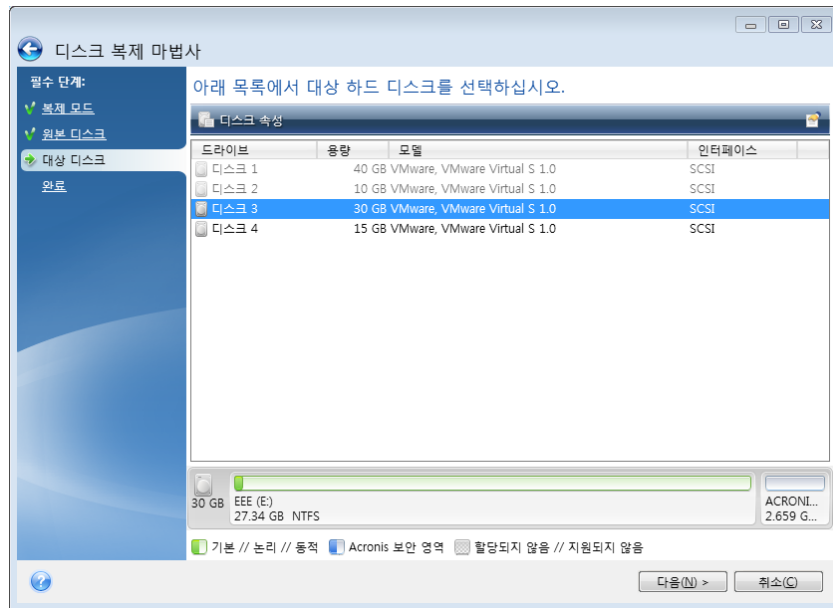 디스크 복제 마법사
필수 단계:
복제 모드
원본 디스크
대상 디스크
완료
아래 목록에서 대상 하드 디스크를 선택하십시오.
디스크 속성
드라이브 용량 모델 인터페이스
디스크 1 40 GB VMware, VMware Virtual S 1.0 SCSI
디스크 2 10 GB VMware, VMware Virtual S 1.0 SCSI
디스크 3 30 GB VMware, VMware Virtual S 1.0 SCSI
디스크 4 15 GB VMware, VMware Virtual S 1.0 SCSI
30 GB
EEE (E:)
27.34 GB NTFS
ACRONI...
2.659 G...
기본 // 논리 // 동적 Acronis 보안 영역 할당되지 않음 // 지원되지 않음
다음(N) > 취소(C)